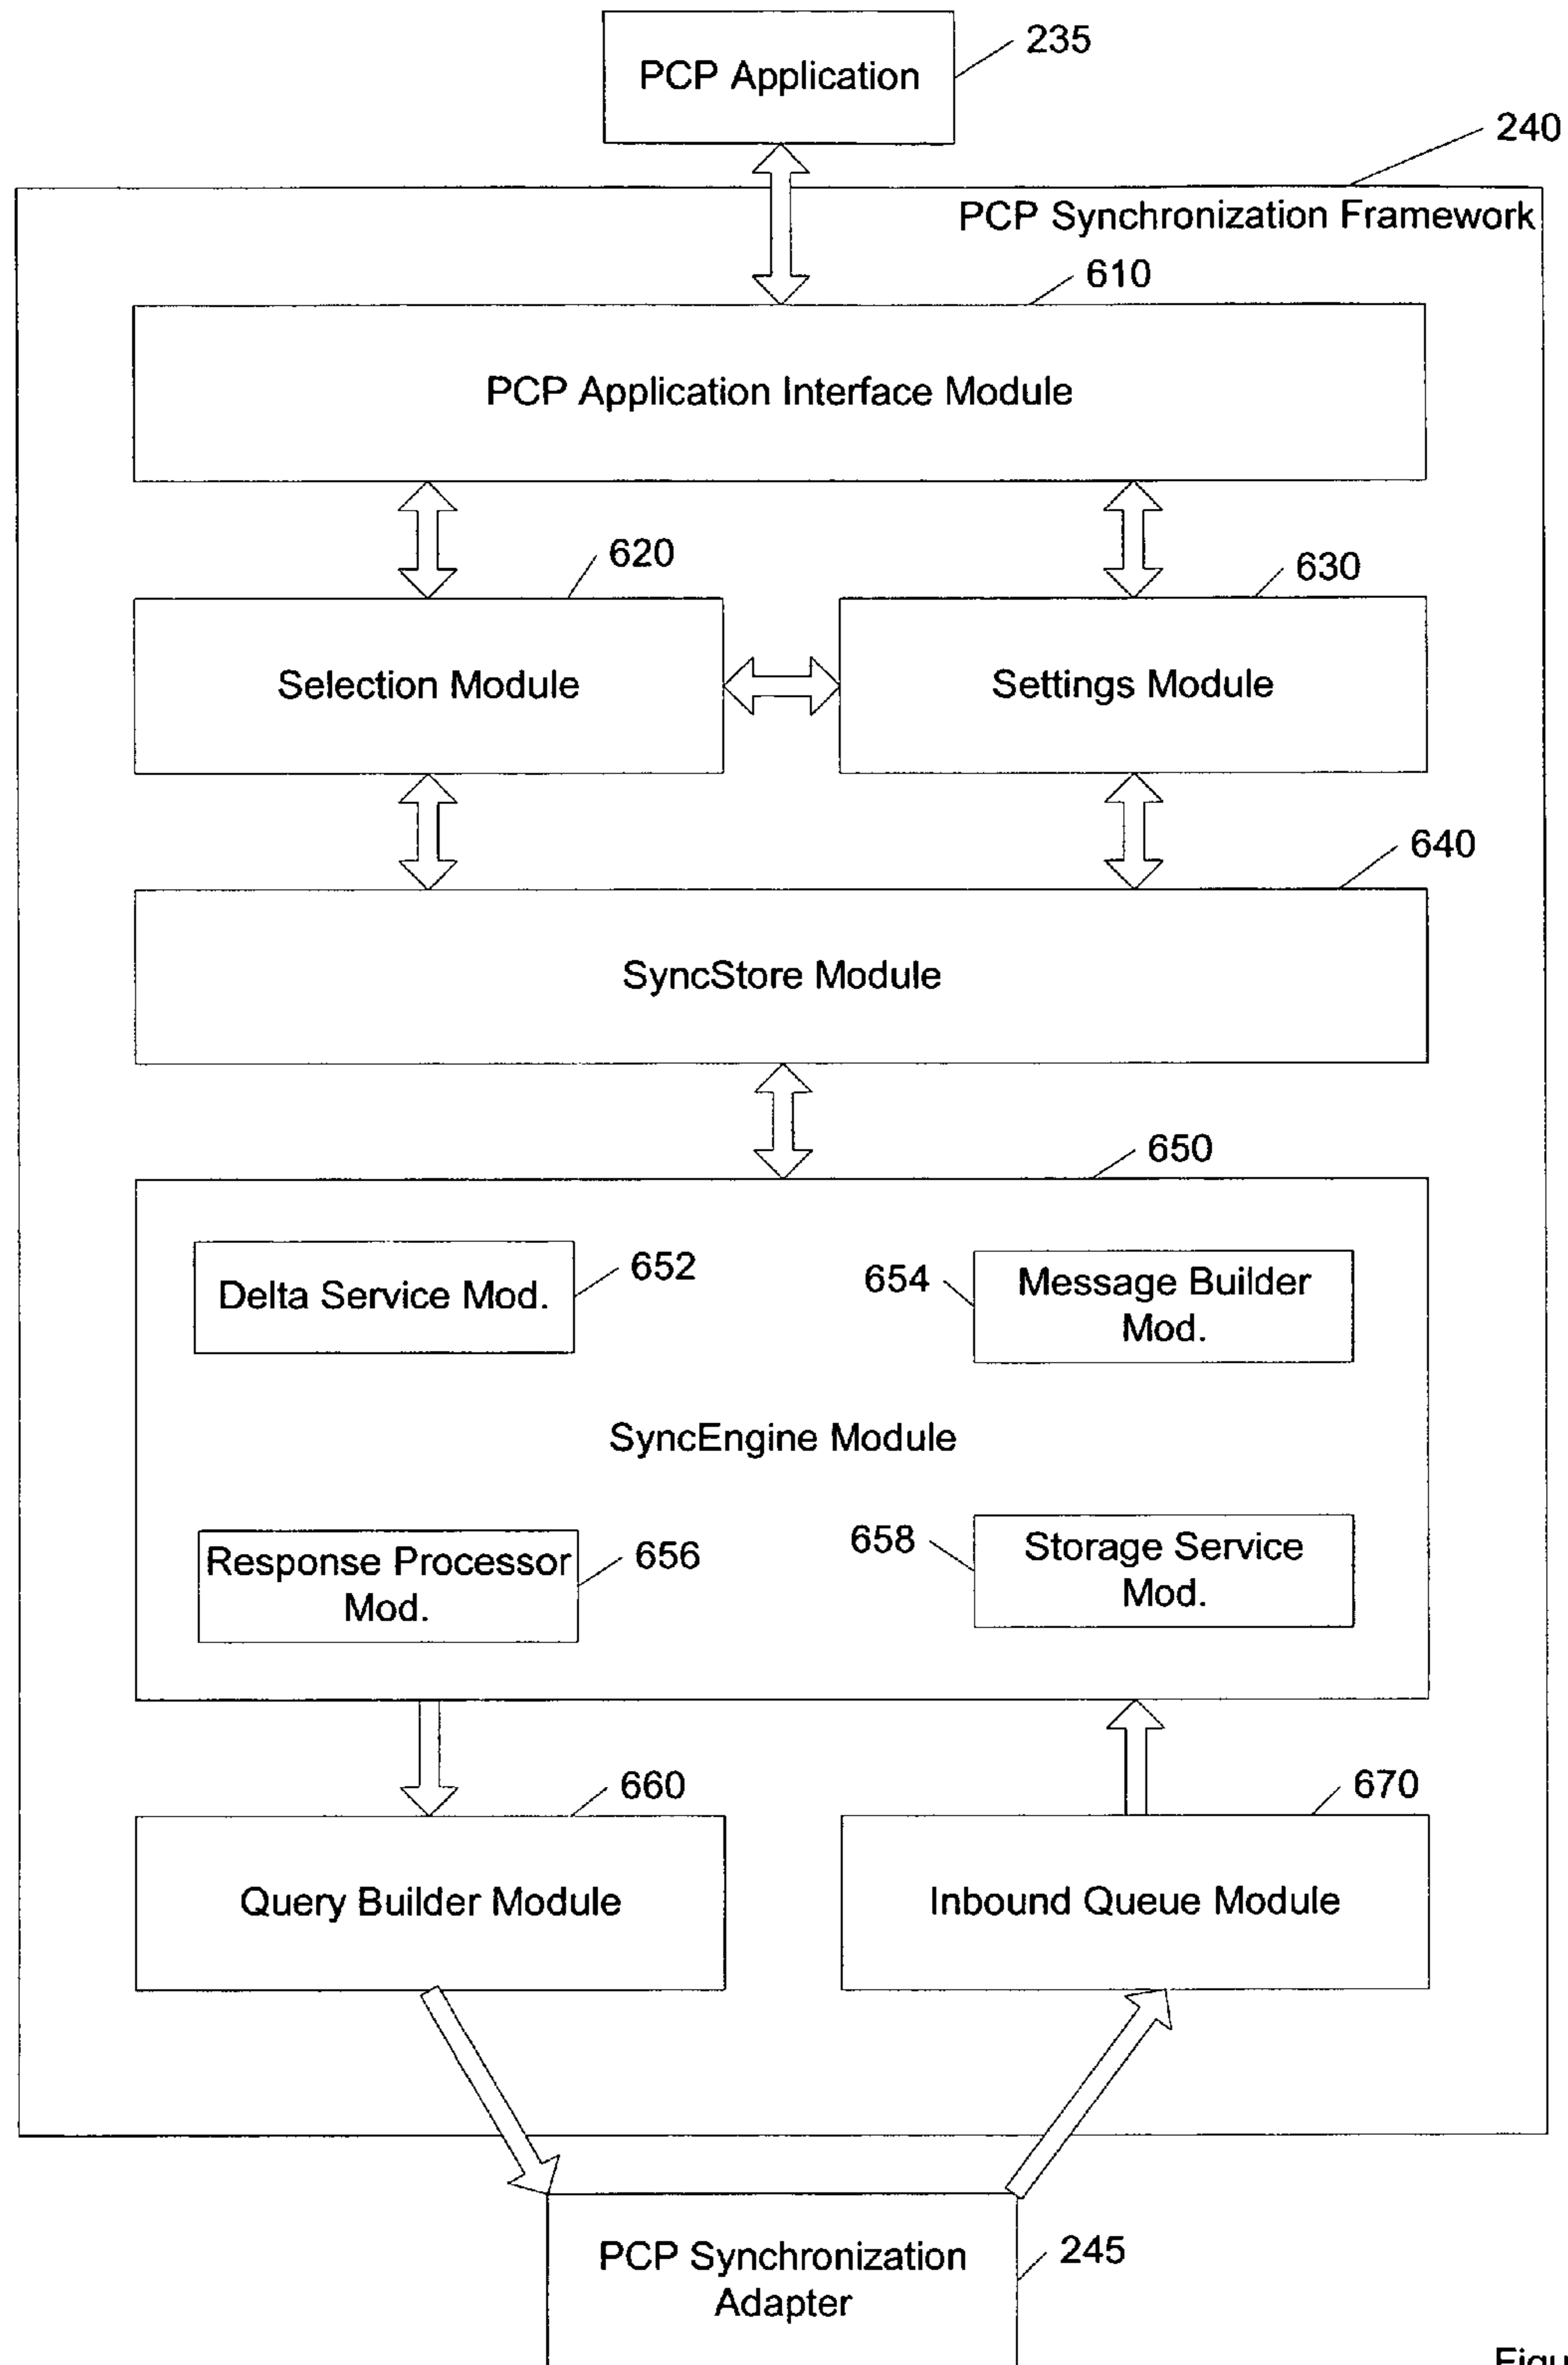 PCP Application
235
240
PCP Synchronization Framework
610
PCP Application Interface Module
620
630
Selection Module
Settings Module
640
SyncStore Module
650
Delta Service Mod.
652
654
Message Builder
Mod.
SyncEngine Module
Response Processor
Mod.
656
658
Storage Service
Mod.
660
670
Query Builder Module
Inbound Queue Module
PCP Synchronization
Adapter
245